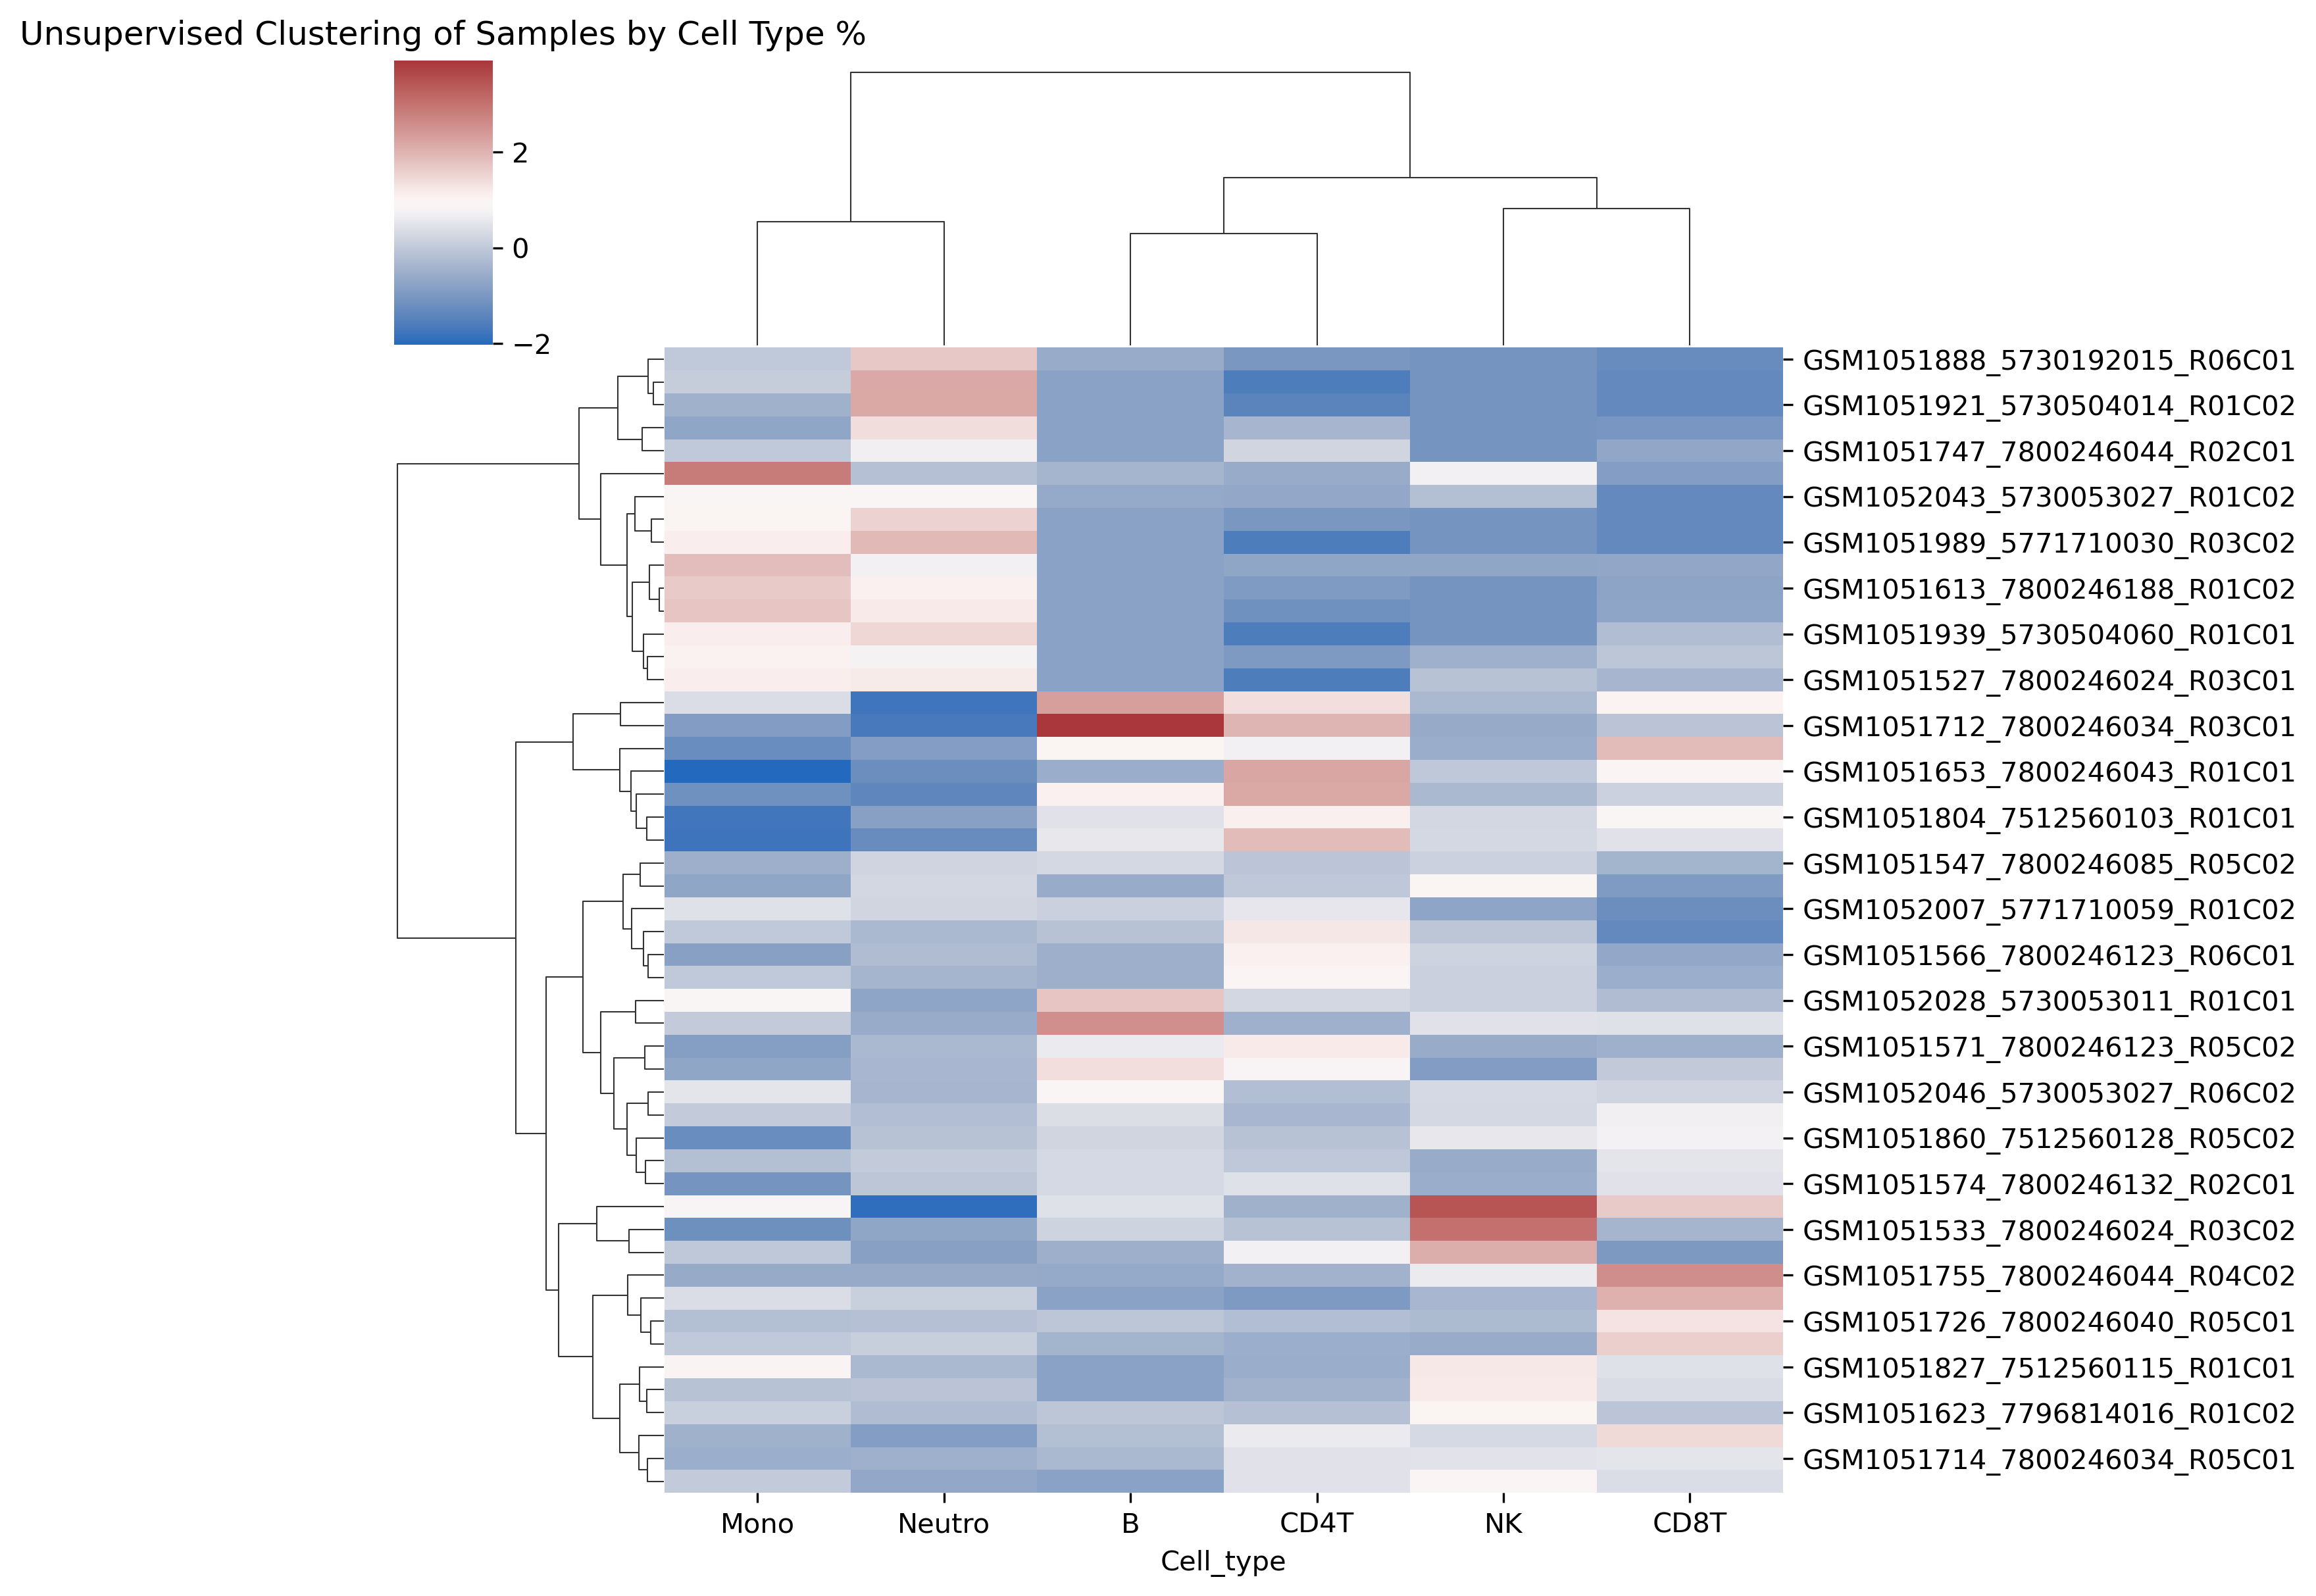 Unsupervised Clustering of Samples by Cell Type %
2
0
−2
GSM1051888_5730192015_R06C01
GSM1051921_5730504014_R01C02
GSM1051747_7800246044_R02C01
GSM1052043_5730053027_R01C02
GSM1051989_5771710030_R03C02
GSM1051613_7800246188_R01C02
GSM1051939_5730504060_R01C01
GSM1051527_7800246024_R03C01
GSM1051712_7800246034_R03C01
GSM1051653_7800246043_R01C01
GSM1051804_7512560103_R01C01
GSM1051547_7800246085_R05C02
GSM1052007_5771710059_R01C02
GSM1051566_7800246123_R06C01
GSM1052028_5730053011_R01C01
GSM1051571_7800246123_R05C02
GSM1052046_5730053027_R06C02
GSM1051860_7512560128_R05C02
GSM1051574_7800246132_R02C01
GSM1051533_7800246024_R03C02
GSM1051755_7800246044_R04C02
GSM1051726_7800246040_R05C01
GSM1051827_7512560115_R01C01
GSM1051623_7796814016_R01C02
GSM1051714_7800246034_R05C01
Mono Neutro B CD4T NK CD8T
Cell_type